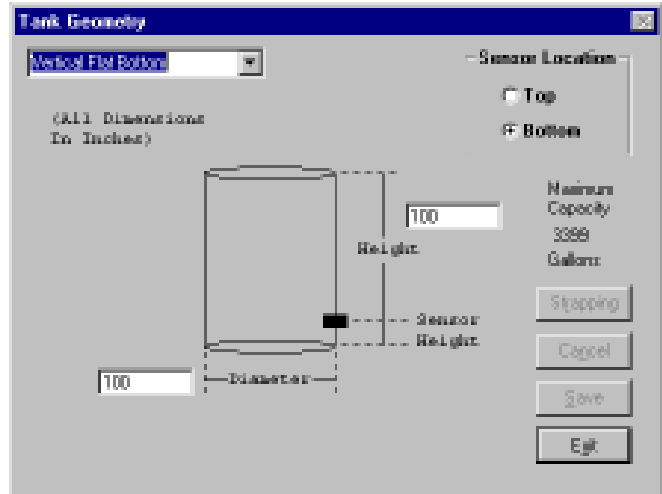 Tank Geometry
Vertical Flat Bottom
Sensor Location
Top
Bottom
(All Dimensions
In Inches)
Maximum
Capacity
3399
Gallons
100
Height
Sensor
Height
100
Diameter
Strapping
Cancel
Save
Exit